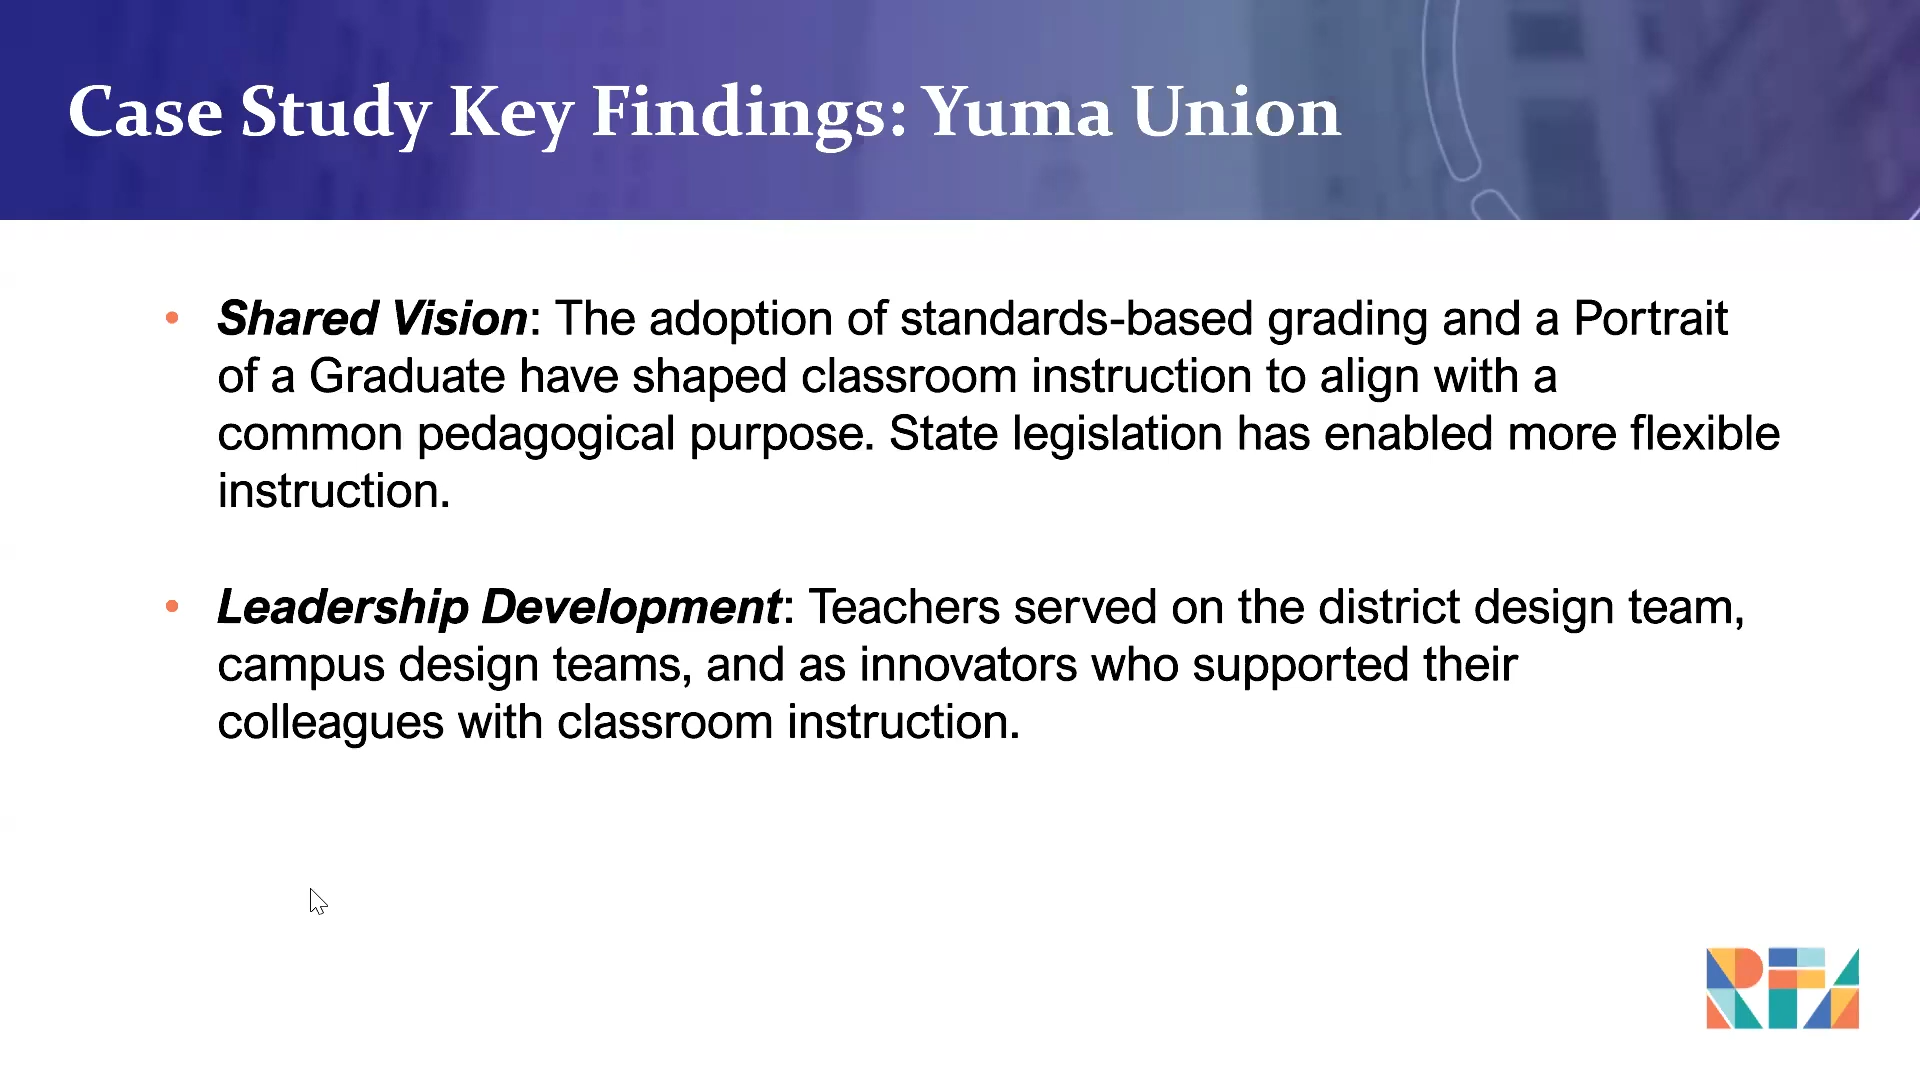 Case Study Key Findings: Yuma Union
• Shared Vision: The adoption of standards-based grading and a Portrait
of a Graduate have shaped classroom instruction to align with a
common pedagogical purpose. State legislation has enabled more flexible
instruction.
• Leadership Development: Teachers served on the district design team,
campus design teams, and as innovators who supported their
colleagues with classroom instruction.
RFA